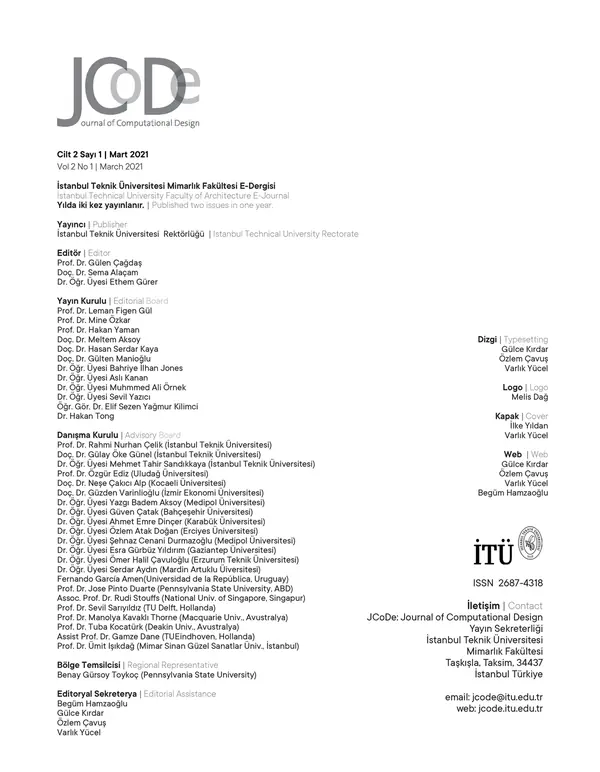 JCoDe
Journal of Computational Design
Cilt 2 Sayı 1 | Mart 2021
Vol 2 No 1 | March 2021
İstanbul Teknik Üniversitesi Mimarlık Fakültesi E-Dergisi
Istanbul Technical University Faculty of Architecture E-Journal
Yılda iki kez yayınlanır. | Published two issues in one year.
Yayıncı | Publisher
İstanbul Teknik Üniversitesi Rektörlüğü | Istanbul Technical University Rectorate
Editör | Editor
Prof. Dr. Gülen Çağdaş
Doç. Dr. Sema Alaçam
Dr. Öğr. Üyesi Ethem Gürer
Yayın Kurulu | Editorial Board
Prof. Dr. Leman Figen Gül
Prof. Dr. Mine Özkar
Prof. Dr. Hakan Yaman
Doç. Dr. Meltem Aksoy
Doç. Dr. Hasan Serdar Kaya
Doç. Dr. Gülten Manioğlu
Dr. Öğr. Üyesi Bahriye İlhan Jones
Dr. Öğr. Üyesi Aslı Kanan
Dr. Öğr. Üyesi Muhmmed Ali Örnek
Dr. Öğr. Üyesi Sevil Yazıcı
Öğr. Gör. Dr. Elif Sezen Yağmur Kilimci
Dr. Hakan Tong
Danışma Kurulu | Advisory Board
Prof. Dr. Rahmi Nurhan Çelik (İstanbul Teknik Üniversitesi)
Doç. Dr. Gülay Öke Günel (İstanbul Teknik Üniversitesi)
Dr. Öğr. Üyesi Mehmet Tahir Sandıkkaya (İstanbul Teknik Üniversitesi)
Prof. Dr. Özgür Ediz (Uludağ Üniversitesi)
Doç. Dr. Neşe Çakıcı Alp (Kocaeli Üniversitesi)
Doç. Dr. Güzden Varinlioğlu (İzmir Ekonomi Üniversitesi)
Dr. Öğr. Üyesi Yazgı Badem Aksoy (Medipol Üniversitesi)
Dr. Öğr. Üyesi Güven Çatak (Bahçeşehir Üniversitesi)
Dr. Öğr. Üyesi Ahmet Emre Dinçer (Karabük Üniversitesi)
Dr. Öğr. Üyesi Özlem Atak Doğan (Erciyes Üniversitesi)
Dr. Öğr. Üyesi Şehnaz Cenani Durmazoğlu (Medipol Üniversitesi)
Dr. Öğr. Üyesi Esra Gürbüz Yıldırım (Gaziantep Üniversitesi)
Dr. Öğr. Üyesi Ömer Halil Çavuloğlu (Erzurum Teknik Üniversitesi)
Dr. Öğr. Üyesi Serdar Aydın (Mardin Artuklu Üiversitesi)
Fernando García Amen(Universidad de la República, Uruguay)
Prof. Dr. Jose Pinto Duarte (Pennsylvania State University, ABD)
Assoc. Prof. Dr. Rudi Stouffs (National Univ. of Singapore, Singapur)
Prof. Dr. Sevil Sarıyıldız (TU Delft, Hollanda)
Prof. Dr. Manolya Kavaklı Thorne (Macquarie Univ., Avustralya)
Prof. Dr. Tuba Kocatürk (Deakin Univ., Avustralya)
Assist Prof. Dr. Gamze Dane (TUEindhoven, Hollanda)
Prof. Dr. Ümit Işıkdağ (Mimar Sinan Güzel Sanatlar Üniv., İstanbul)
Bölge Temsilcisi | Regional Representative
Benay Gürsoy Toykoç (Pennsylvania State University)
Editoryal Sekreterya | Editorial Assistance
Begüm Hamzaoğlu
Gülce Kırdar
Özlem Çavuş
Varlık Yücel
Dizgi | Typesetting
Gülce Kırdar
Özlem Çavuş
Varlık Yücel
Logo | Logo
Melis Dağ
Kapak | Cover
İlke Yıldan
Varlık Yücel
Web | Web
Gülce Kırdar
Özlem Çavuş
Varlık Yücel
Begüm Hamzaoğlu
İTÜ
ISSN 2687-4318
İletişim | Contact
JCoDe: Journal of Computational Design
Yayın Sekreterliği
İstanbul Teknik Üniversitesi
Mimarlık Fakültesi
Taşkışla, Taksim, 34437
İstanbul Türkiye
email: jcode@itu.edu.tr
web: jcode.itu.edu.tr